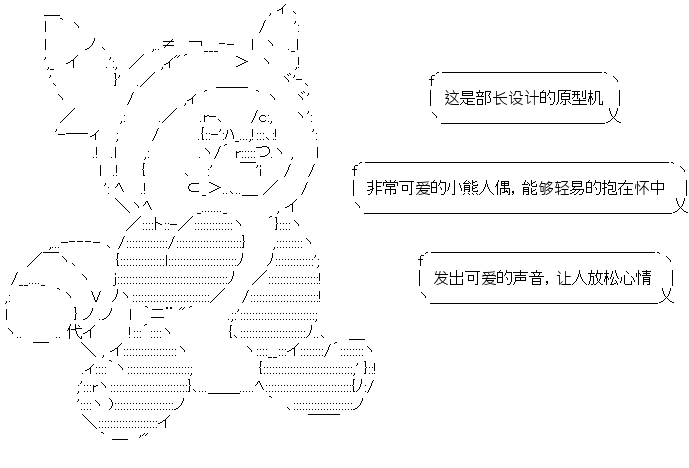 这是部长设计的原型机
非常可爱的小熊人偶，能够轻易的抱在怀中
发出可爱的声音，让人放松心情